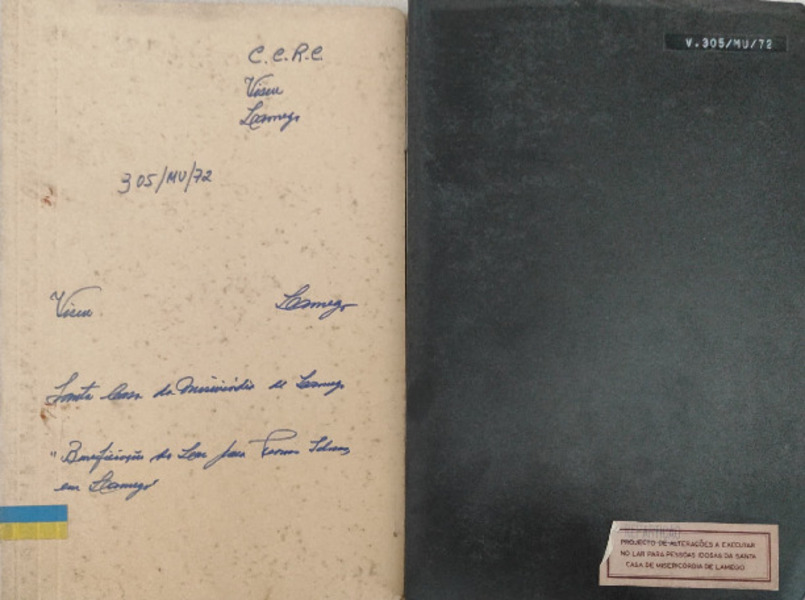 C.C.R.C
Viseu
Lamego
305/MU/72
Viseu Lamego
Santa Casa da Misericórdia de Lamego
"Beneficiação do Lar para Pessoas Idosas
em Lamego"
V.305/MU/72
REPARTIÇÃO
PROJECTO DE ALTERAÇÕES A EXECUTAR
NO LAR PARA PESSOAS IDOSAS DA SANTA
CASA DE MISERICÓRDIA DE LAMEGO